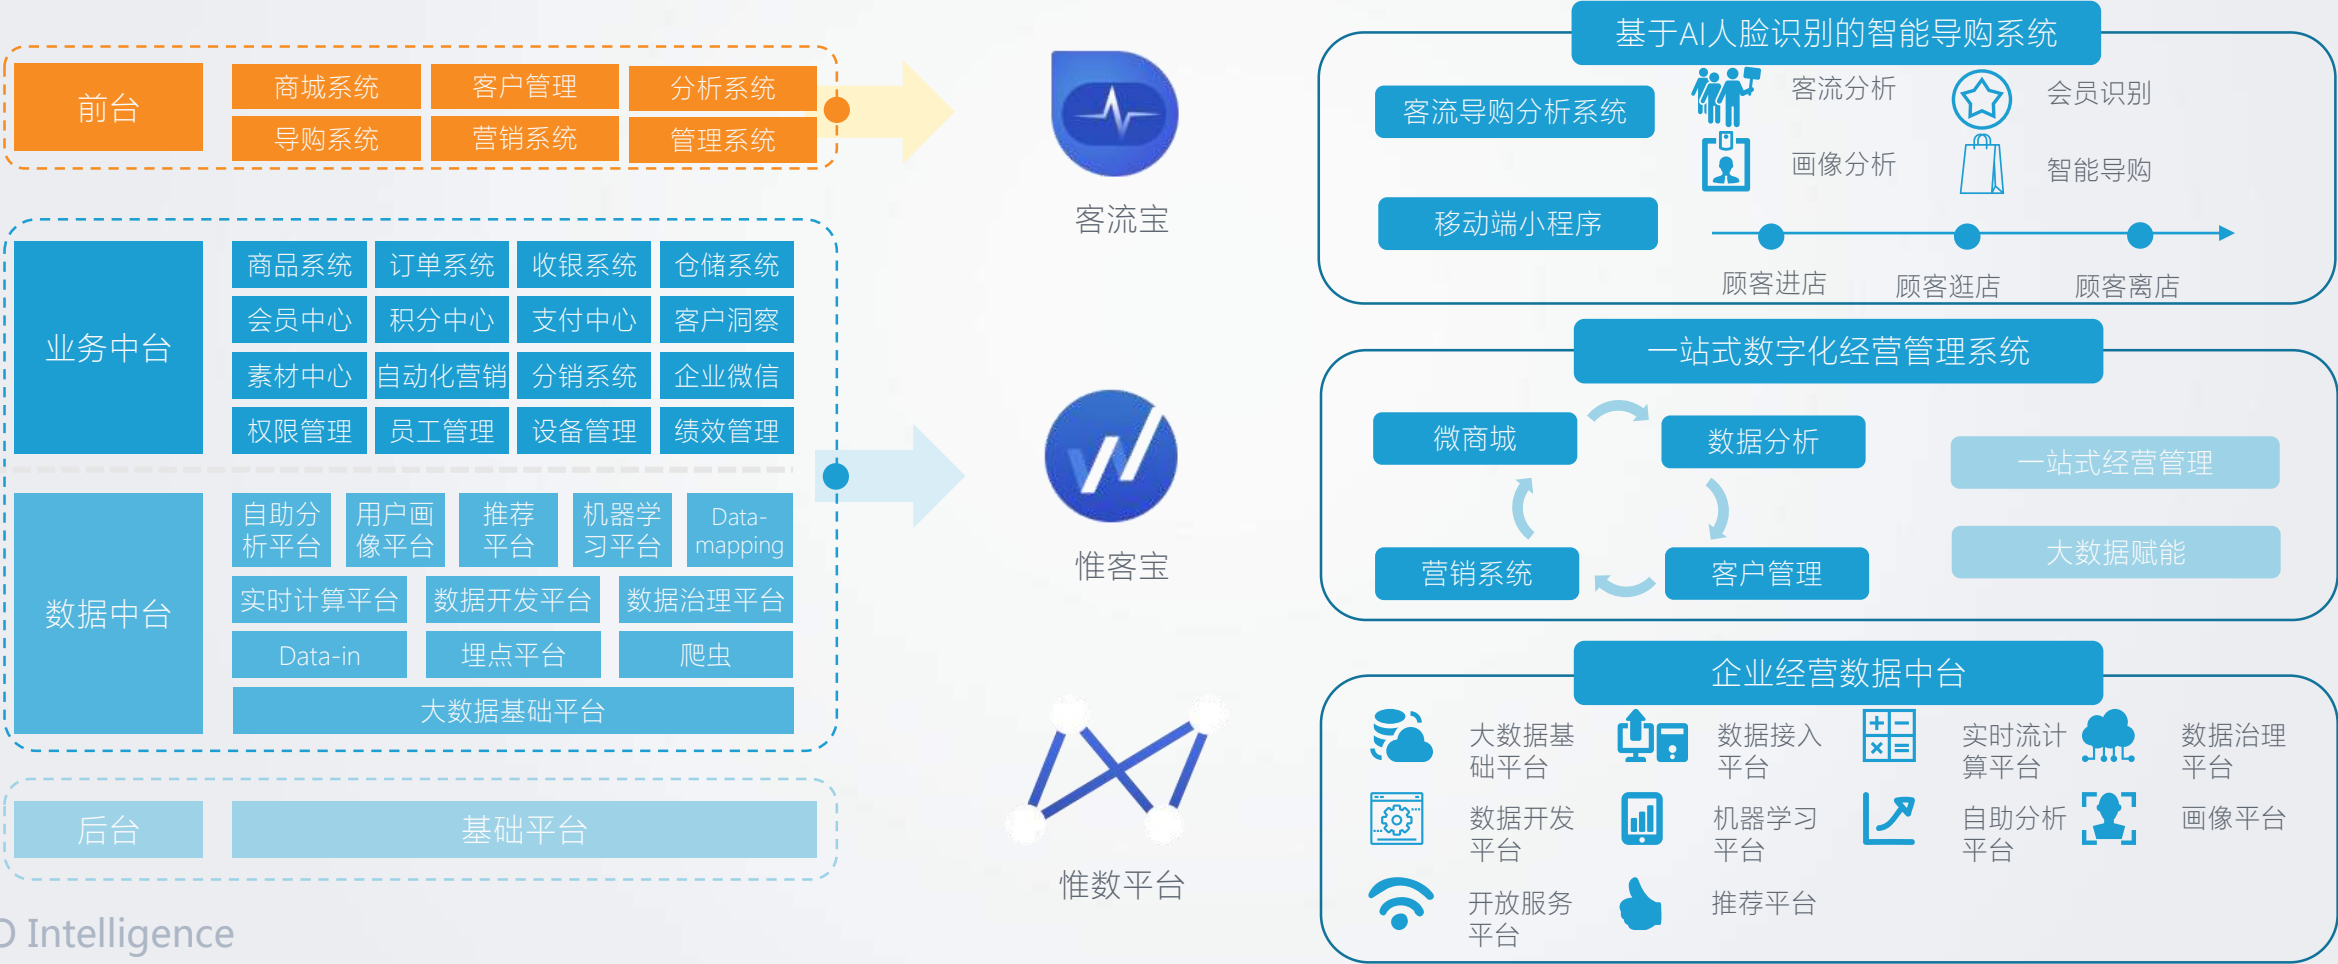 前台
商城系统
客户管理
分析系统
导购系统
营销系统
管理系统
业务中台
商品系统
订单系统
收银系统
仓储系统
会员中心
积分中心
支付中心
客户洞察
素材中心
自动化营销
分销系统
企业微信
权限管理
员工管理
设备管理
绩效管理
数据中台
自助分
析平台
用户画
像平台
推荐
平台
机器学
习平台
Data-
mapping
实时计算平台
数据开发平台
数据治理平台
Data-in
埋点平台
爬虫
大数据基础平台
后台
基础平台
Intelligence
客流宝
惟客宝
惟数平台
基于AI人脸识别的智能导购系统
客流导购分析系统
客流分析
会员识别
画像分析
智能导购
移动端小程序
顾客进店
顾客逛店
顾客离店
一站式数字化经营管理系统
微商城
数据分析
营销系统
客户管理
一站式经营管理
大数据赋能
企业经营数据中台
大数据基
础平台
数据接入
平台
实时流计
算平台
数据治理
平台
数据开发
平台
机器学习
平台
自助分析
平台
画像平台
开放服务
平台
推荐平台